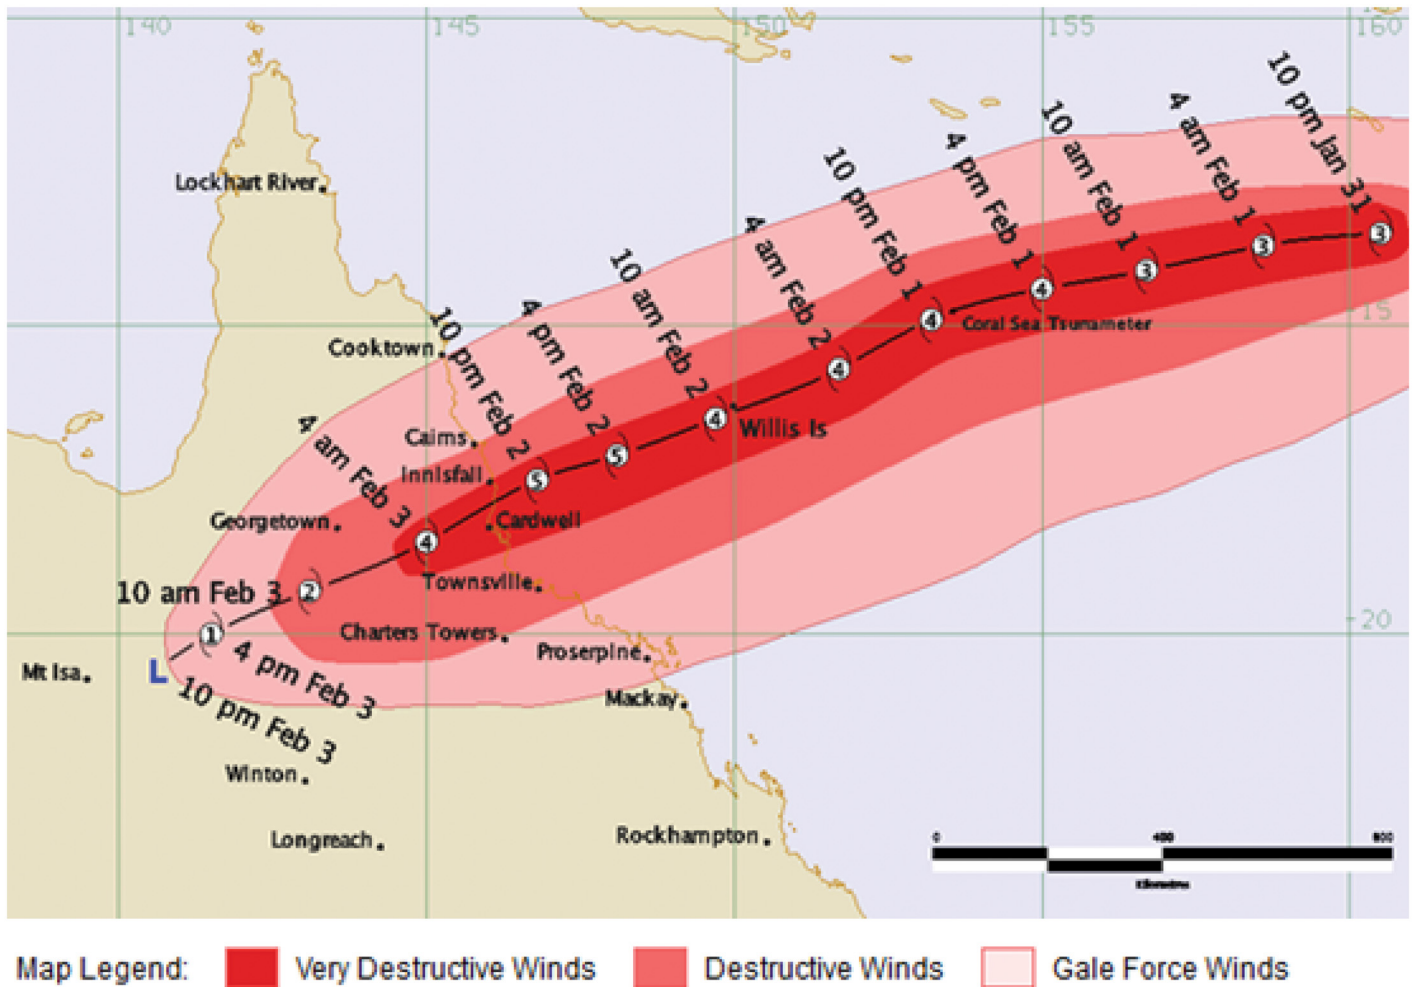 140
145
150
155
160
10 pm Jan 31
4 am Feb 1
10 am Feb 1
4 pm Feb 1
10 pm Feb 1
4 am Feb 2
10 am Feb 2
4 pm Feb 2
10 pm Feb 2
4 am Feb 3
10 am Feb 3
4 pm Feb 3
10 pm Feb 3
3
3
3
4
4
4
4
5
5
4
2
1
L
Lockhart River
15
Coral Sea Tsunameter
Cooktown
Willis Is
Cairns
Innisfail
Georgetown
Cardwell
Townsville
Charters Towers
20
Proserpine
Mt Isa
Mackay
Winton
Longreach
Rockhampton
0
400
800
Kilometres
Map Legend:
Very Destructive Winds
Destructive Winds
Gale Force Winds